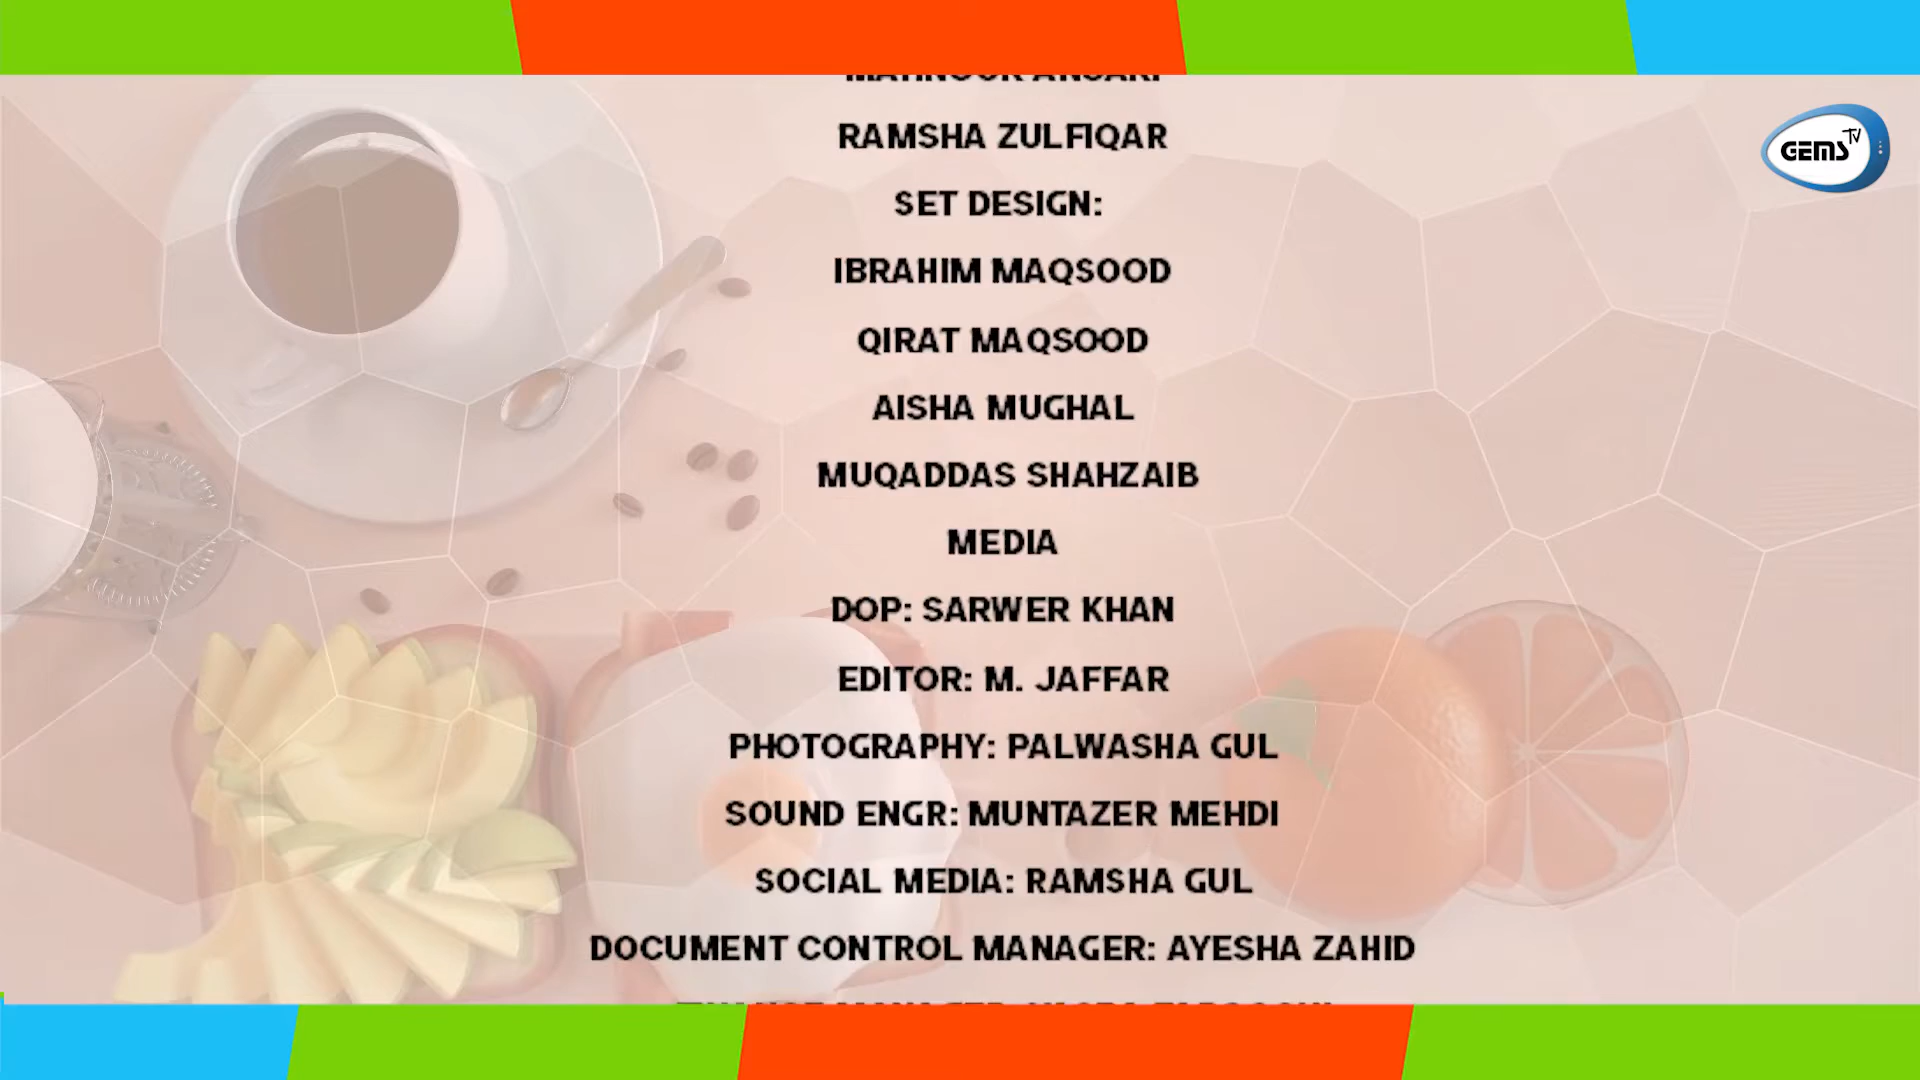 RAMSHA ZULFIQAR
SET DESIGN:
IBRAHIM MAQSOOD
QIRAT MAQSOOD
AISHA MUGHAL
MUQADDAS SHAHZAIB
MEDIA
DOP: SARWER KHAN
EDITOR: M. JAFFAR
PHOTOGRAPHY: PALWASHA GUL
SOUND ENGR: MUNTAZER MEHDI
SOCIAL MEDIA: RAMSHA GUL
DOCUMENT CONTROL MANAGER: AYESHA ZAHID
GEMS TV